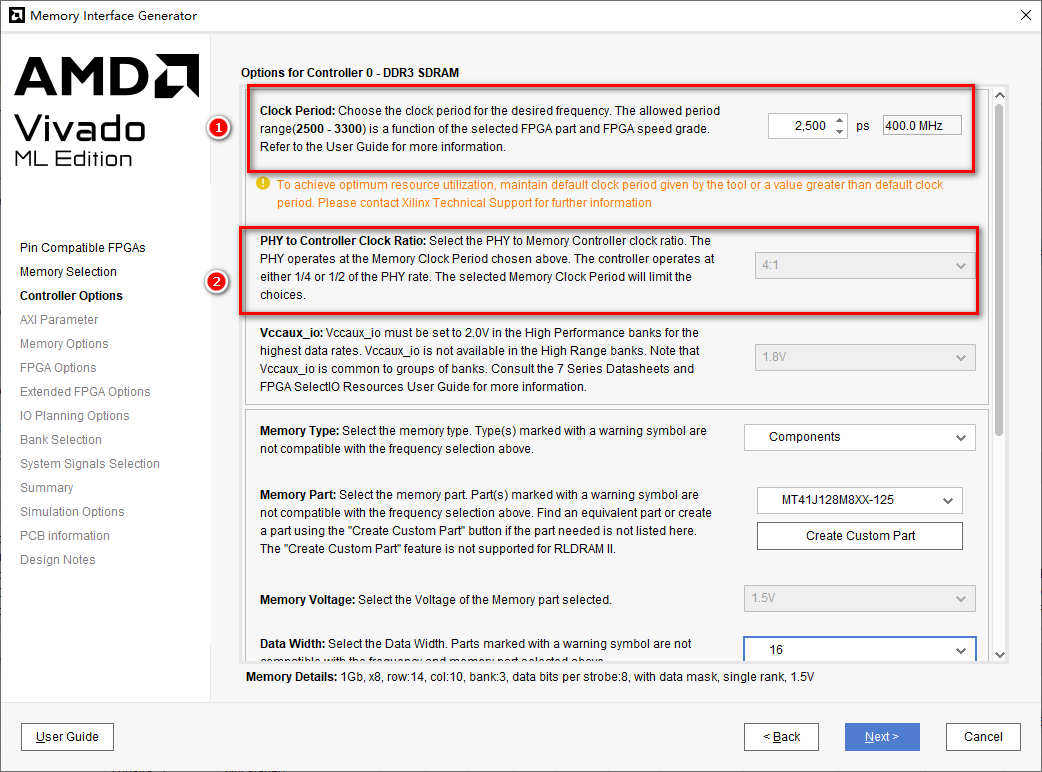 Memory Interface Generator
AMD
Vivado
ML Edition
Pin Compatible FPGAs
Memory Selection
Controller Options
AXI Parameter
Memory Options
FPGA Options
Extended FPGA Options
IO Planning Options
Bank Selection
System Signals Selection
Summary
Simulation Options
PCB information
Design Notes
Options for Controller 0 - DDR3 SDRAM
1
Clock Period: Choose the clock period for the desired frequency. The allowed period
range(2500 - 3300) is a function of the selected FPGA part and FPGA speed grade.
Refer to the User Guide for more information.
2,500 ps 400.0 MHz
To achieve optimum resource utilization, maintain default clock period given by the tool or a value greater than default clock
period. Please contact Xilinx Technical Support for further information
2
PHY to Controller Clock Ratio: Select the PHY to Memory Controller clock ratio. The
PHY operates at the Memory Clock Period chosen above. The controller operates at
either 1/4 or 1/2 of the PHY rate. The selected Memory Clock Period will limit the
choices.
4:1
Vccaux_io: Vccaux_io must be set to 2.0V in the High Performance banks for the
highest data rates. Vccaux_io is not available in the High Range banks. Note that
Vccaux_io is common to groups of banks. Consult the 7 Series Datasheets and
FPGA SelectIO Resources User Guide for more information.
1.8V
Memory Type: Select the memory type. Type(s) marked with a warning symbol are
not compatible with the frequency selection above.
Components
Memory Part: Select the memory part. Part(s) marked with a warning symbol are
not compatible with the frequency selection above. Find an equivalent part or create
a part using the "Create Custom Part" button if the part needed is not listed here.
The "Create Custom Part" feature is not supported for RLDRAM II.
MT41J128M8XX-125
Create Custom Part
Memory Voltage: Select the Voltage of the Memory part selected.
1.5V
Data Width: Select the Data Width. Parts marked with a warning symbol are not
compatible with the frequency and memory part selected above.
16
Memory Details: 1Gb, x8, row:14, col:10, bank:3, data bits per strobe:8, with data mask, single rank, 1.5V
User Guide
< Back
Next >
Cancel